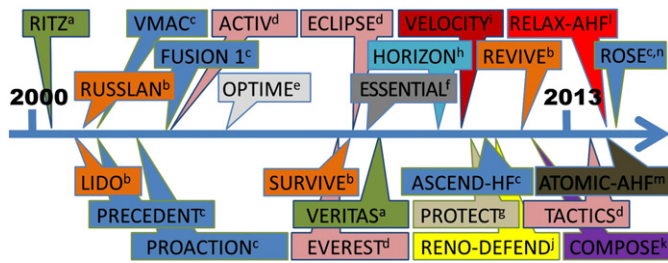 RITZᵃ
VMACᶜ
ACTIVᵈ
ECLIPSEᵈ
VELOCITYⁱ
RELAX-AHFˡ
RUSSLANᵇ
FUSION 1ᶜ
HORIZONʰ
REVIVEᵇ
ROSEᶜ,ⁿ
OPTIMEᵉ
ESSENTIALᶠ
2000
2013
LIDOᵇ
SURVIVEᵇ
ASCEND-HFᶜ
ATOMIC-AHFᵐ
PRECEDENTᶜ
VERITASᵃ
PROTECTᵍ
TACTICSᵈ
PROACTIONᶜ
EVERESTᵈ
RENO-DEFENDʲ
COMPOSEᵏ